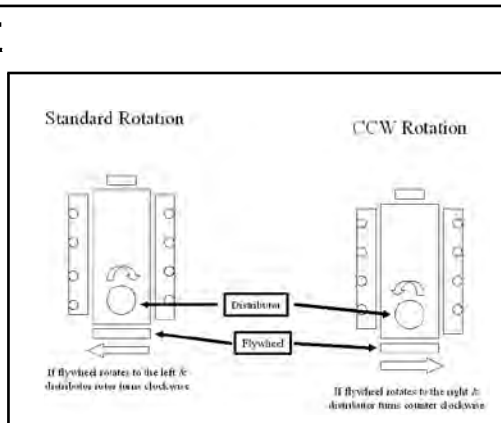 Standard Rotation
CCW Rotation
Distributor
Flywheel
If flywheel rotates to the left &
distributor rotor turns clockwise
If flywheel rotates to the right &
distributor turns counter clockwise